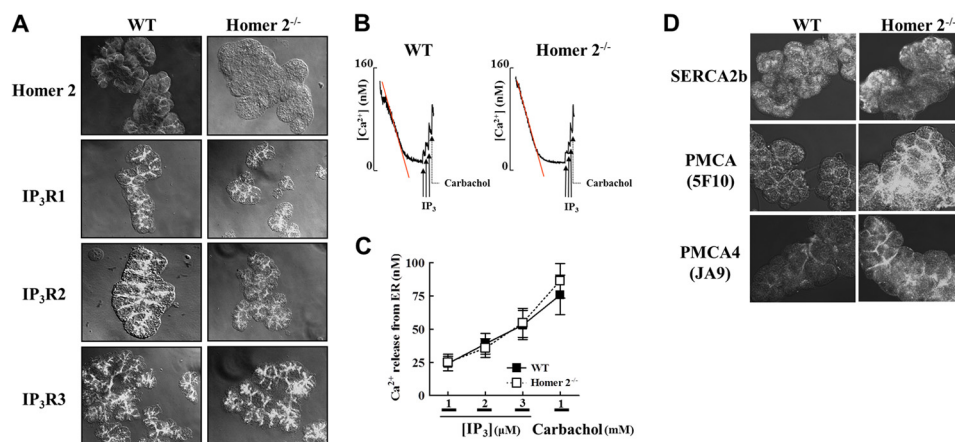 A
WT
Homer 2⁻/⁻
Homer 2
IP₃R1
IP₃R2
IP₃R3
B
WT
Homer 2⁻/⁻
160
[Ca²⁺] (nM)
0
Carbachol
IP₃
160
[Ca²⁺] (nM)
0
Carbachol
IP₃
C
Ca²⁺ release from ER (nM)
100
75
50
25
0
WT
Homer 2⁻/⁻
1 2 3 1
[IP₃] (μM) Carbachol (mM)
D
WT
Homer 2⁻/⁻
SERCA2b
PMCA
(5F10)
PMCA4
(JA9)